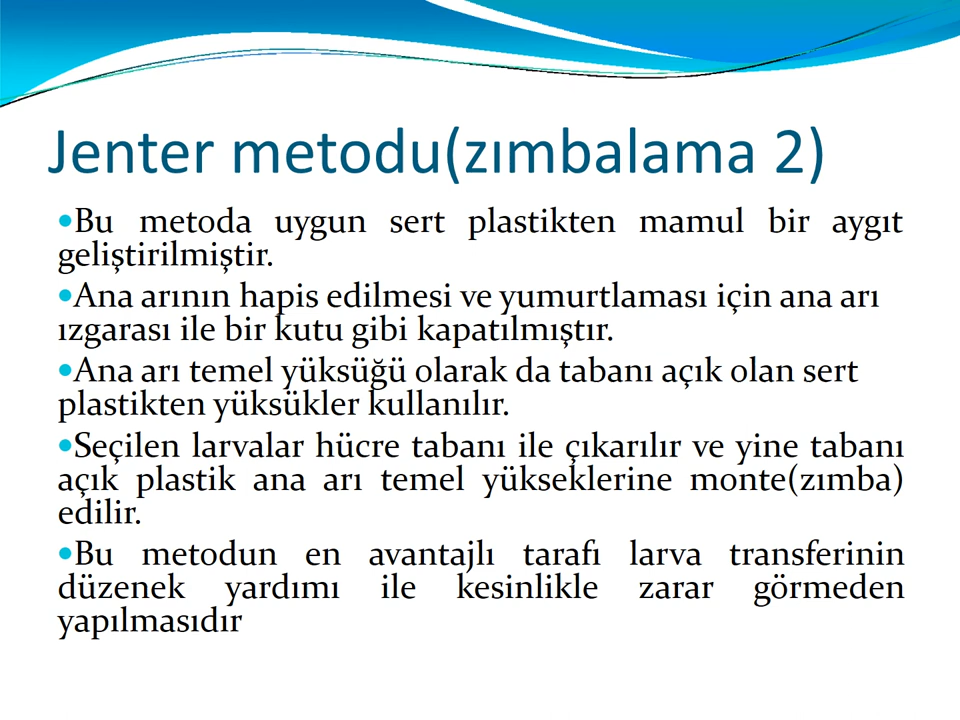 Jenter metodu(zımbalama 2)
•Bu metoda uygun sert plastikten mamul bir aygıt
geliştirilmiştir.
•Ana arının hapis edilmesi ve yumurtlaması için ana arı
ızgarası ile bir kutu gibi kapatılmıştır.
•Ana arı temel yüksüğü olarak da tabanı açık olan sert
plastikten yüksükler kullanılır.
•Seçilen larvalar hücre tabanı ile çıkarılır ve yine tabanı
açık plastik ana arı temel yükseklerine monte(zımba)
edilir.
•Bu metodun en avantajlı tarafı larva transferinin
düzenek yardımı ile kesinlikle zarar görmeden
yapılmasıdır